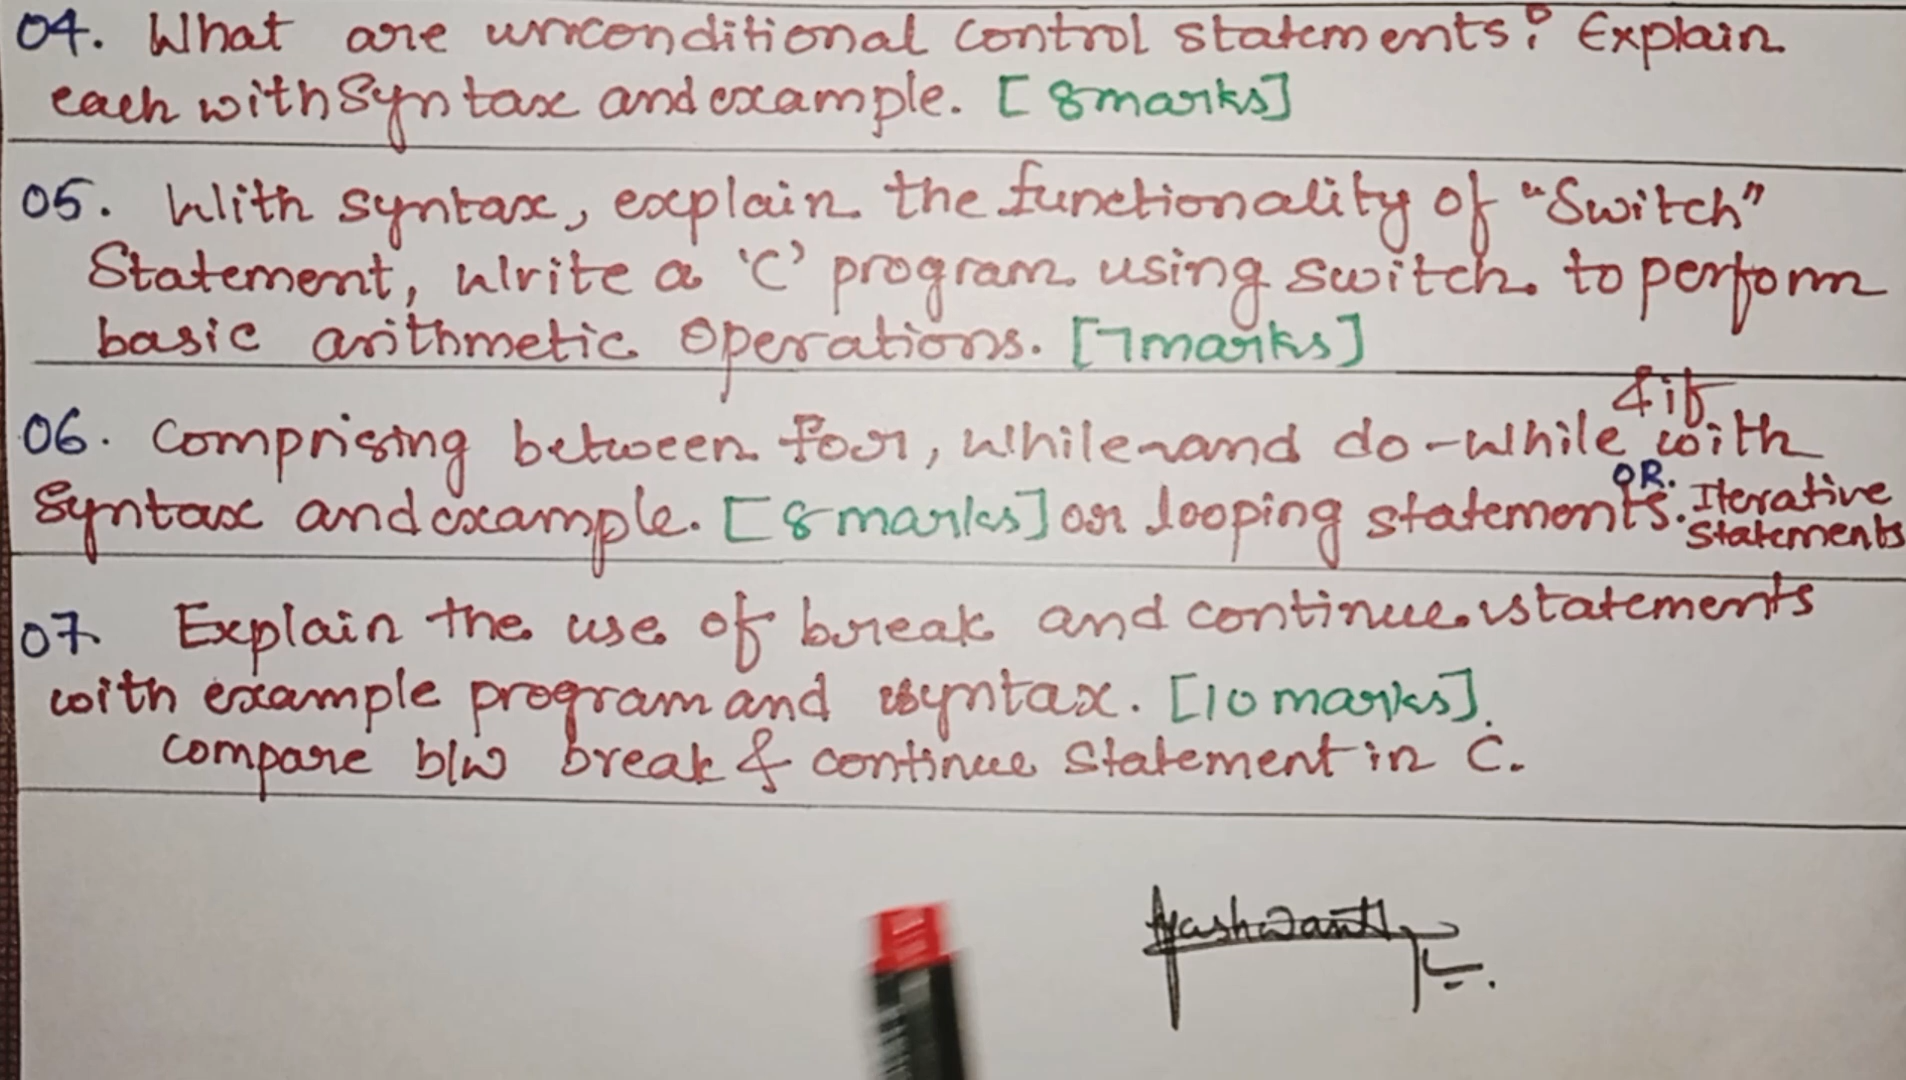 04. What are unconditional control statements? Explain
each with Syntax and example. [8marks]
05. With syntax, explain the functionality of "Switch"
Statement, Write a 'C' program using switch to perform
basic arithmetic Operations. [7marks]
& if
06. Comprising between for, while and do-while with
OR. Iterative
Syntax and example. [8 marks] or looping statements. Statements
07. Explain the use of break and continue statements
with example program and syntax. [10 marks].
compare b/w break & continue Statement in C.
Yashwanth